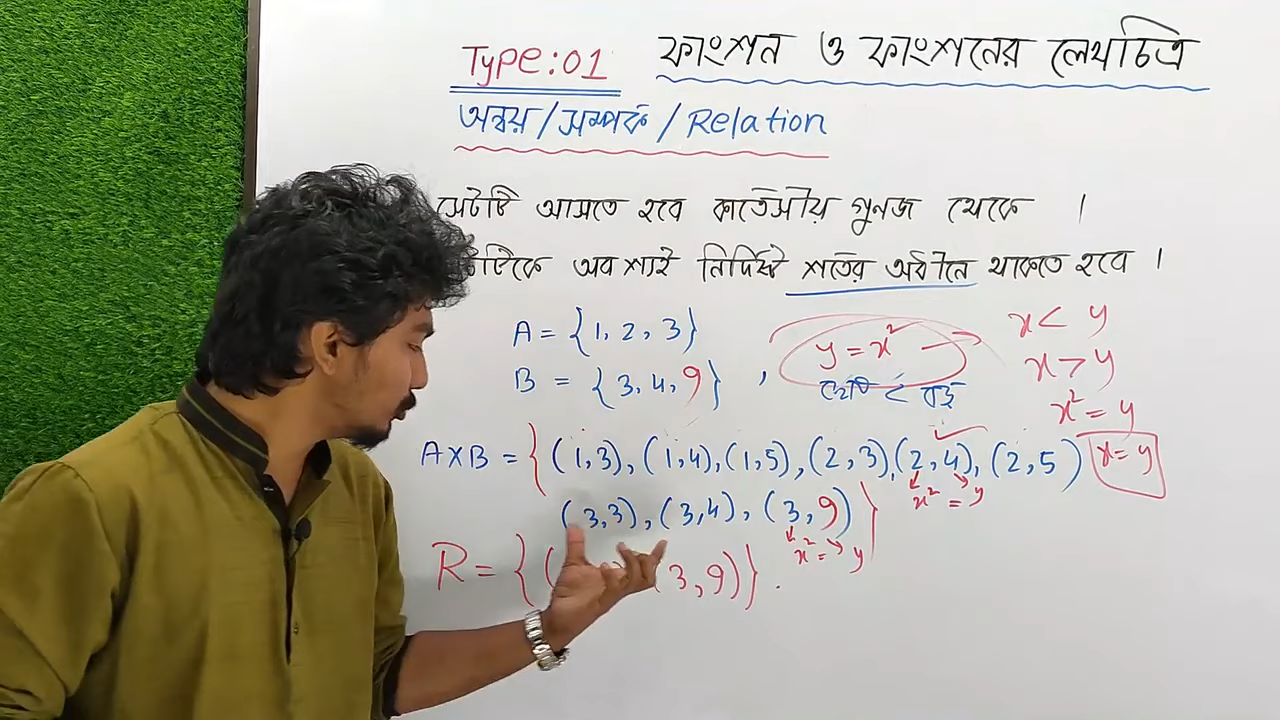 Type:01 ফাংশন ও ফাংশনের লেখচিত্র
অন্বয়/সম্পর্ক/Relation
সেটটি আসতে হবে কার্তেসীয় গুনজ থেকে ।
অবশ্যই নির্দিষ্ট শর্তের অধীনে থাকতে হবে ।
A = {1, 2, 3}
B = {3, 4, 9} ,
y = x²
x < y
x > y
x² = y
x = y
A×B = { (1,3), (1,4), (1,5), (2,3), (2,4), (2,5)
(3,3), (3,4), (3,9) }
x² = y
x² = y
R = { ( (3,9) } .